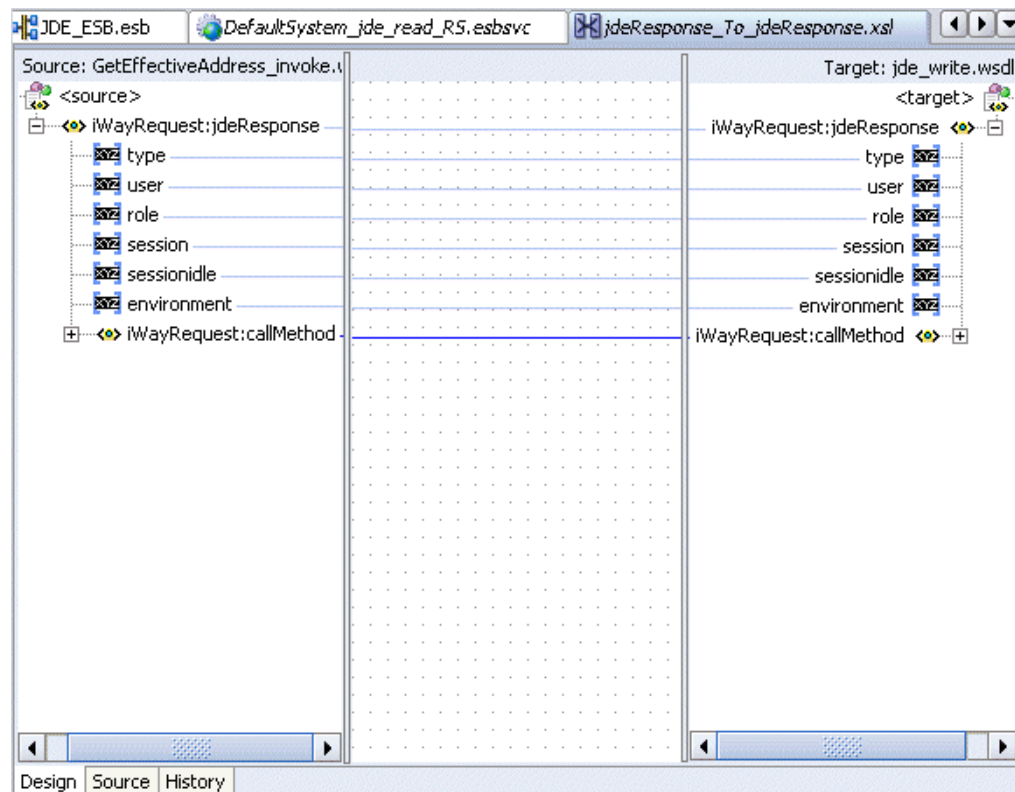 JDE_ESB.esb DefaultSystem_jde_read_RS.esbsvc jdeResponse_To_jdeResponse.xsl
Source: GetEffectiveAddress_invoke. Target: jde_write.wsdl
<source> <target>
iWayRequest:jdeResponse iWayRequest:jdeResponse
type type
user user
role role
session session
sessionidle sessionidle
environment environment
iWayRequest:callMethod iWayRequest:callMethod
Design Source History